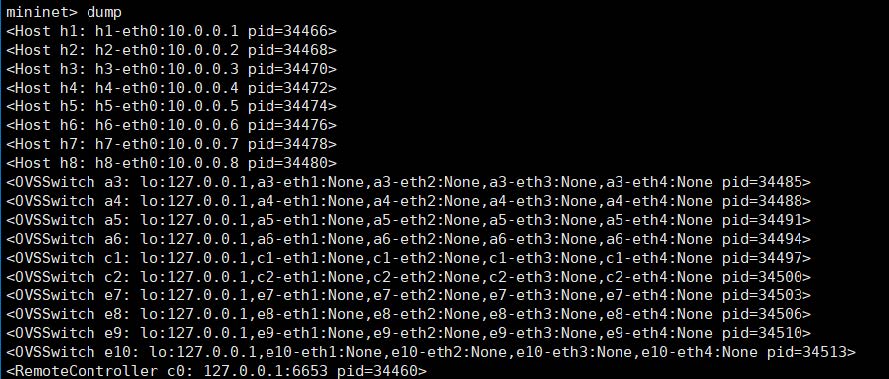 mininet> dump
<Host h1: h1-eth0:10.0.0.1 pid=34466>
<Host h2: h2-eth0:10.0.0.2 pid=34468>
<Host h3: h3-eth0:10.0.0.3 pid=34470>
<Host h4: h4-eth0:10.0.0.4 pid=34472>
<Host h5: h5-eth0:10.0.0.5 pid=34474>
<Host h6: h6-eth0:10.0.0.6 pid=34476>
<Host h7: h7-eth0:10.0.0.7 pid=34478>
<Host h8: h8-eth0:10.0.0.8 pid=34480>
<OVSSwitch a3: lo:127.0.0.1,a3-eth1:None,a3-eth2:None,a3-eth3:None,a3-eth4:None pid=34485>
<OVSSwitch a4: lo:127.0.0.1,a4-eth1:None,a4-eth2:None,a4-eth3:None,a4-eth4:None pid=34488>
<OVSSwitch a5: lo:127.0.0.1,a5-eth1:None,a5-eth2:None,a5-eth3:None,a5-eth4:None pid=34491>
<OVSSwitch a6: lo:127.0.0.1,a6-eth1:None,a6-eth2:None,a6-eth3:None,a6-eth4:None pid=34494>
<OVSSwitch c1: lo:127.0.0.1,c1-eth1:None,c1-eth2:None,c1-eth3:None,c1-eth4:None pid=34497>
<OVSSwitch c2: lo:127.0.0.1,c2-eth1:None,c2-eth2:None,c2-eth3:None,c2-eth4:None pid=34500>
<OVSSwitch e7: lo:127.0.0.1,e7-eth1:None,e7-eth2:None,e7-eth3:None,e7-eth4:None pid=34503>
<OVSSwitch e8: lo:127.0.0.1,e8-eth1:None,e8-eth2:None,e8-eth3:None,e8-eth4:None pid=34506>
<OVSSwitch e9: lo:127.0.0.1,e9-eth1:None,e9-eth2:None,e9-eth3:None,e9-eth4:None pid=34510>
<OVSSwitch e10: lo:127.0.0.1,e10-eth1:None,e10-eth2:None,e10-eth3:None,e10-eth4:None pid=34513>
<RemoteController c0: 127.0.0.1:6653 pid=34460>